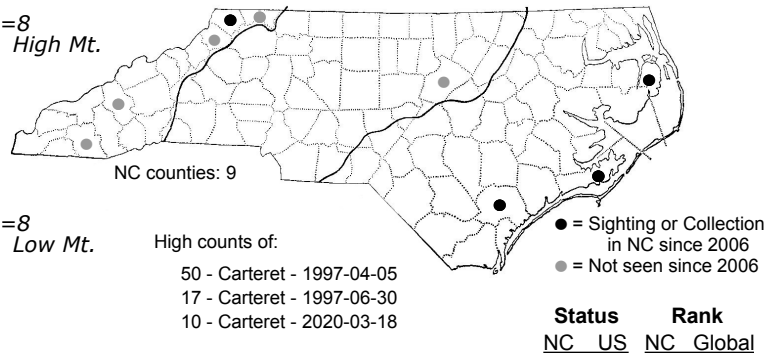 =8
High Mt.
NC counties: 9
=8
Low Mt.
High counts of:
50 - Carteret - 1997-04-05
17 - Carteret - 1997-06-30
10 - Carteret - 2020-03-18
● = Sighting or Collection
in NC since 2006
● = Not seen since 2006
Status Rank
NC US NC Global